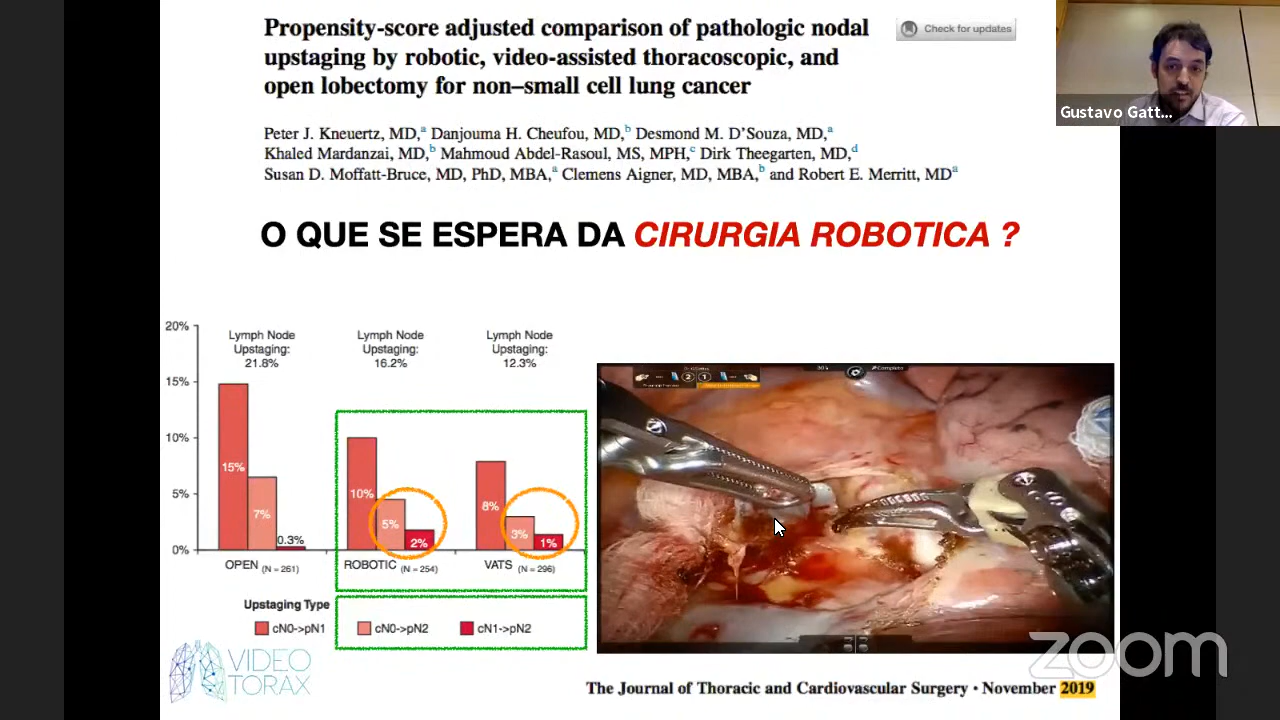 Propensity-score adjusted comparison of pathologic nodal
upstaging by robotic, video-assisted thoracoscopic, and
open lobectomy for non–small cell lung cancer
Check for updates
Gustavo Gatt...
Peter J. Kneuertz, MD,a Danjouma H. Cheufou, MD,b Desmond M. D'Souza, MD,a
Khaled Mardanzai, MD,b Mahmoud Abdel-Rasoul, MS, MPH,c Dirk Theegarten, MD,d
Susan D. Moffatt-Bruce, MD, PhD, MBA,a Clemens Aigner, MD, MBA,b and Robert E. Merritt, MDa
O QUE SE ESPERA DA CIRURGIA ROBOTICA ?
20%
15%
10%
5%
0%
Lymph Node
Upstaging:
21.8%
Lymph Node
Upstaging:
16.2%
Lymph Node
Upstaging:
12.3%
15%
7%
0.3%
10%
5%
2%
8%
3%
1%
OPEN (N = 261)
ROBOTIC (N = 254)
VATS (N = 296)
Upstaging Type
cN0->pN1
cN0->pN2
cN1->pN2
2 1
30°
VIDEO
TORAX
zoom
The Journal of Thoracic and Cardiovascular Surgery • November 2019